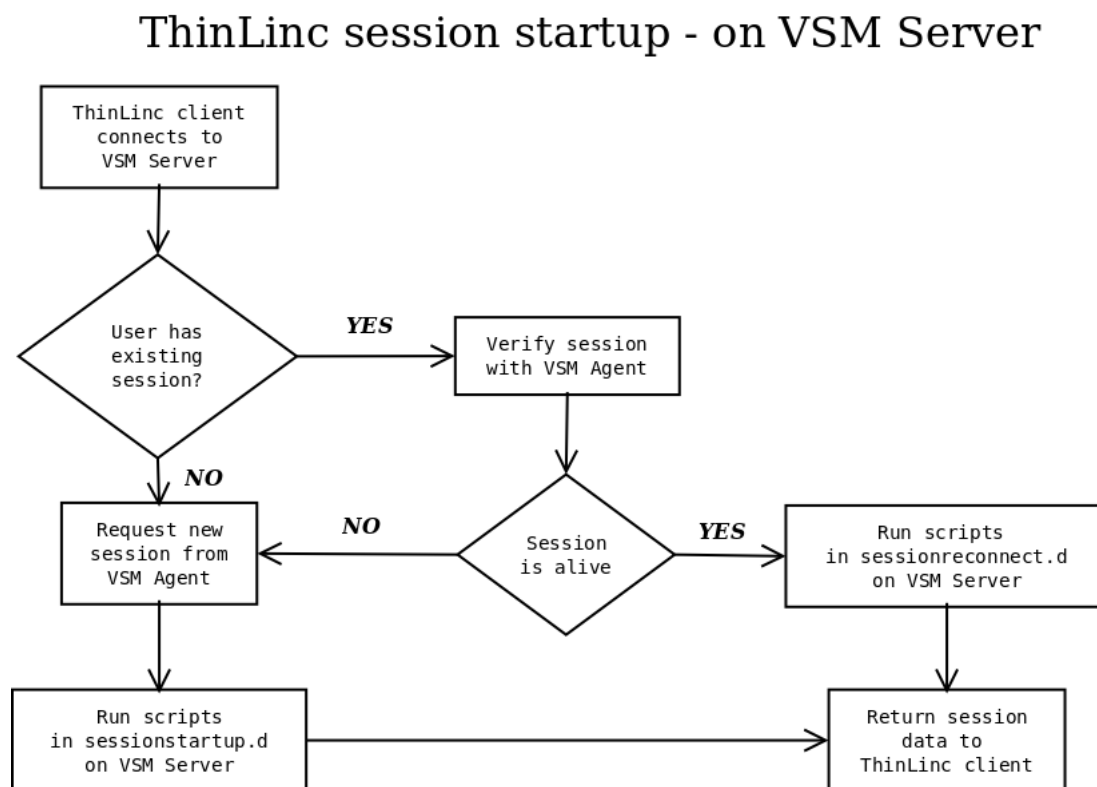 ThinLinc session startup - on VSM Server
ThinLinc client
connects to
VSM Server
User has
existing
session?
YES
Verify session
with VSM Agent
NO
Request new
session from
VSM Agent
NO
Session
is alive
YES
Run scripts
in sessionreconnect.d
on VSM Server
Run scripts
in sessionstartup.d
on VSM Server
Return session
data to
ThinLinc client